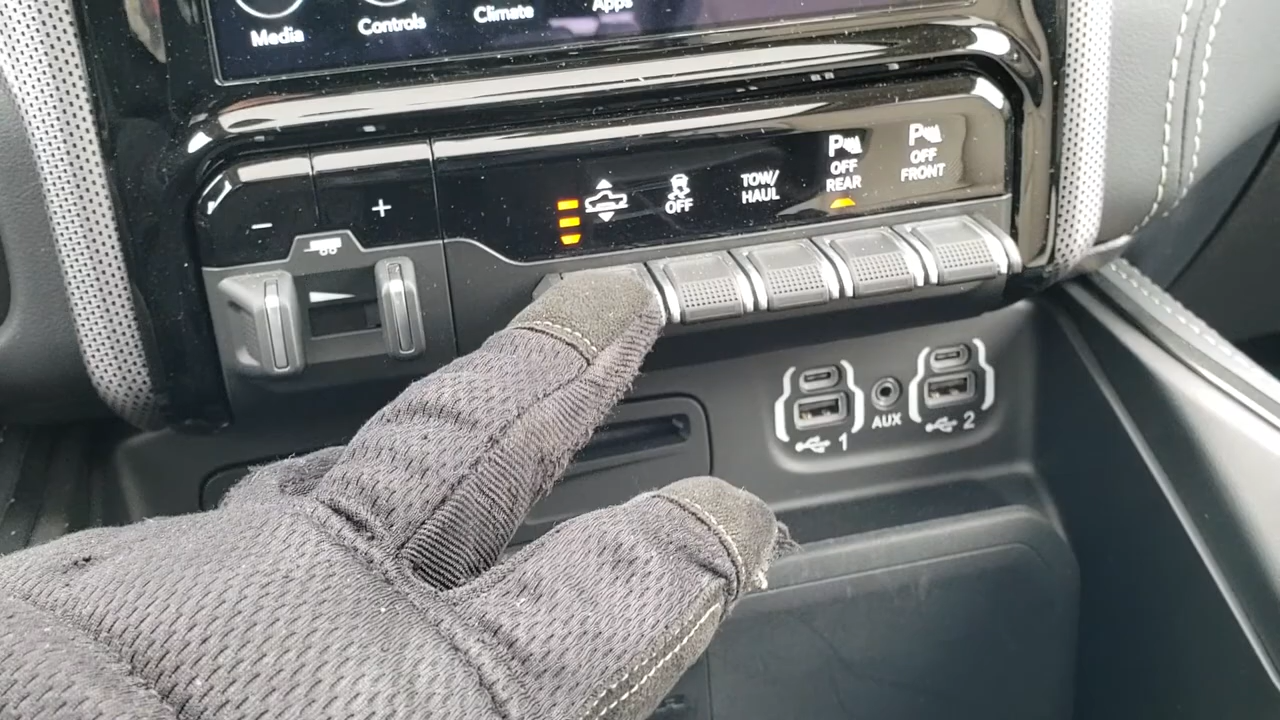 Media
Controls
Climate
Apps
−
+
OFF
TOW/
HAUL
P
OFF
REAR
P
OFF
FRONT
1
AUX
2